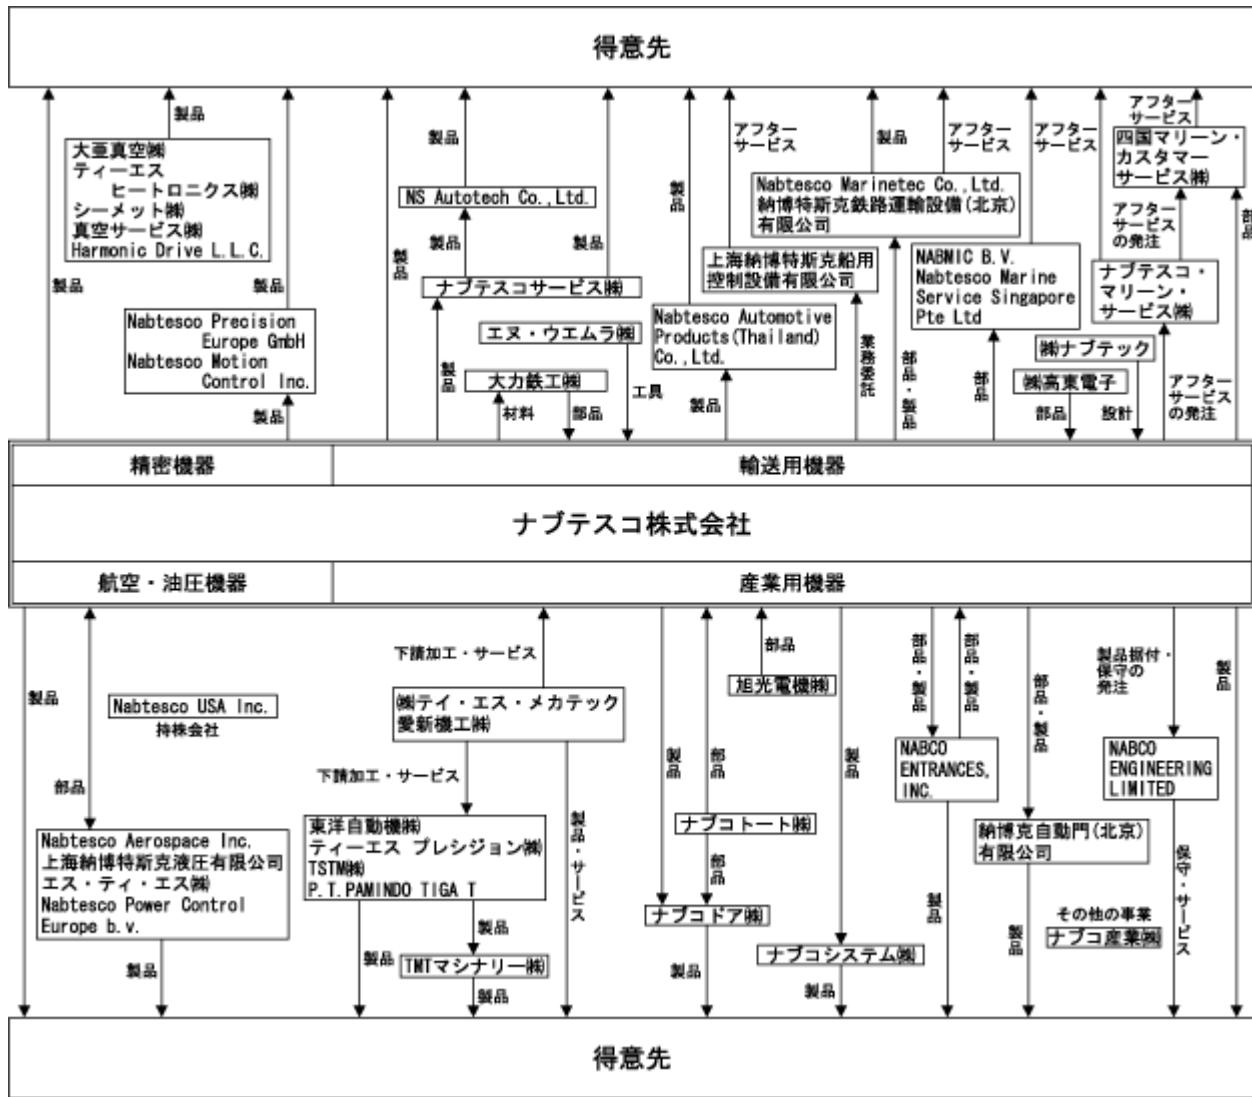 得意先
製品
大亜真空㈱
ティーエス
ヒートロニクス㈱
シーメット㈱
真空サービス㈱
Harmonic Drive L.L.C.
製品
製品
Nabtesco Precision
Europe GmbH
Nabtesco Motion
Control Inc.
製品
製品
製品
NS Autotech Co.,Ltd.
製品
製品
ナブテスコサービス㈱
製品
エヌ・ウエムラ㈱
大力鉄工㈱
材料
部品
工具
製品
Nabtesco Automotive
Products(Thailand)
Co.,Ltd.
製品
アフター
サービス
製品
アフター
サービス
Nabtesco Marinetec Co.,Ltd.
納博特斯克鉄路運輸設備(北京)
有限公司
上海納博特斯克船用
控制設備有限公司
業務委託
部品・製品
アフター
サービス
NABMIC B.V.
Nabtesco Marine
Service Singapore
Pte Ltd
部品
アフター
サービス
四国マリーン・
カスタマー
サービス㈱
アフター
サービス
の発注
部品
ナブテスコ・
マリーン・
サービス㈱
㈱ナブテック
㈱高東電子
部品
設計
アフター
サービス
の発注
精密機器
輸送用機器
ナブテスコ株式会社
航空・油圧機器
産業用機器
製品
Nabtesco USA Inc.
持株会社
部品
Nabtesco Aerospace Inc.
上海納博特斯克液圧有限公司
エス・ティ・エス㈱
Nabtesco Power Control
Europe b.v.
製品
下請加工・サービス
㈱テイ・エス・メカテック
愛新機工㈱
下請加工・サービス
東洋自動機㈱
ティーエス プレシジョン㈱
TSTM㈱
P.T.PAMINDO TIGA T
製品
製品
TMTマシナリー㈱
製品
製品・サービス
製品
部品
部品
旭光電機㈱
ナブコトート㈱
部品
ナブコドア㈱
製品
製品
ナブコシステム㈱
製品
部品・製品
部品・製品
NABCO
ENTRANCES,
INC.
製品
部品・製品
納博克自動門(北京)
有限公司
製品
その他の事業
ナブコ産業㈱
製品据付・
保守の
発注
NABCO
ENGINEERING
LIMITED
保守・サービス
製品
得意先